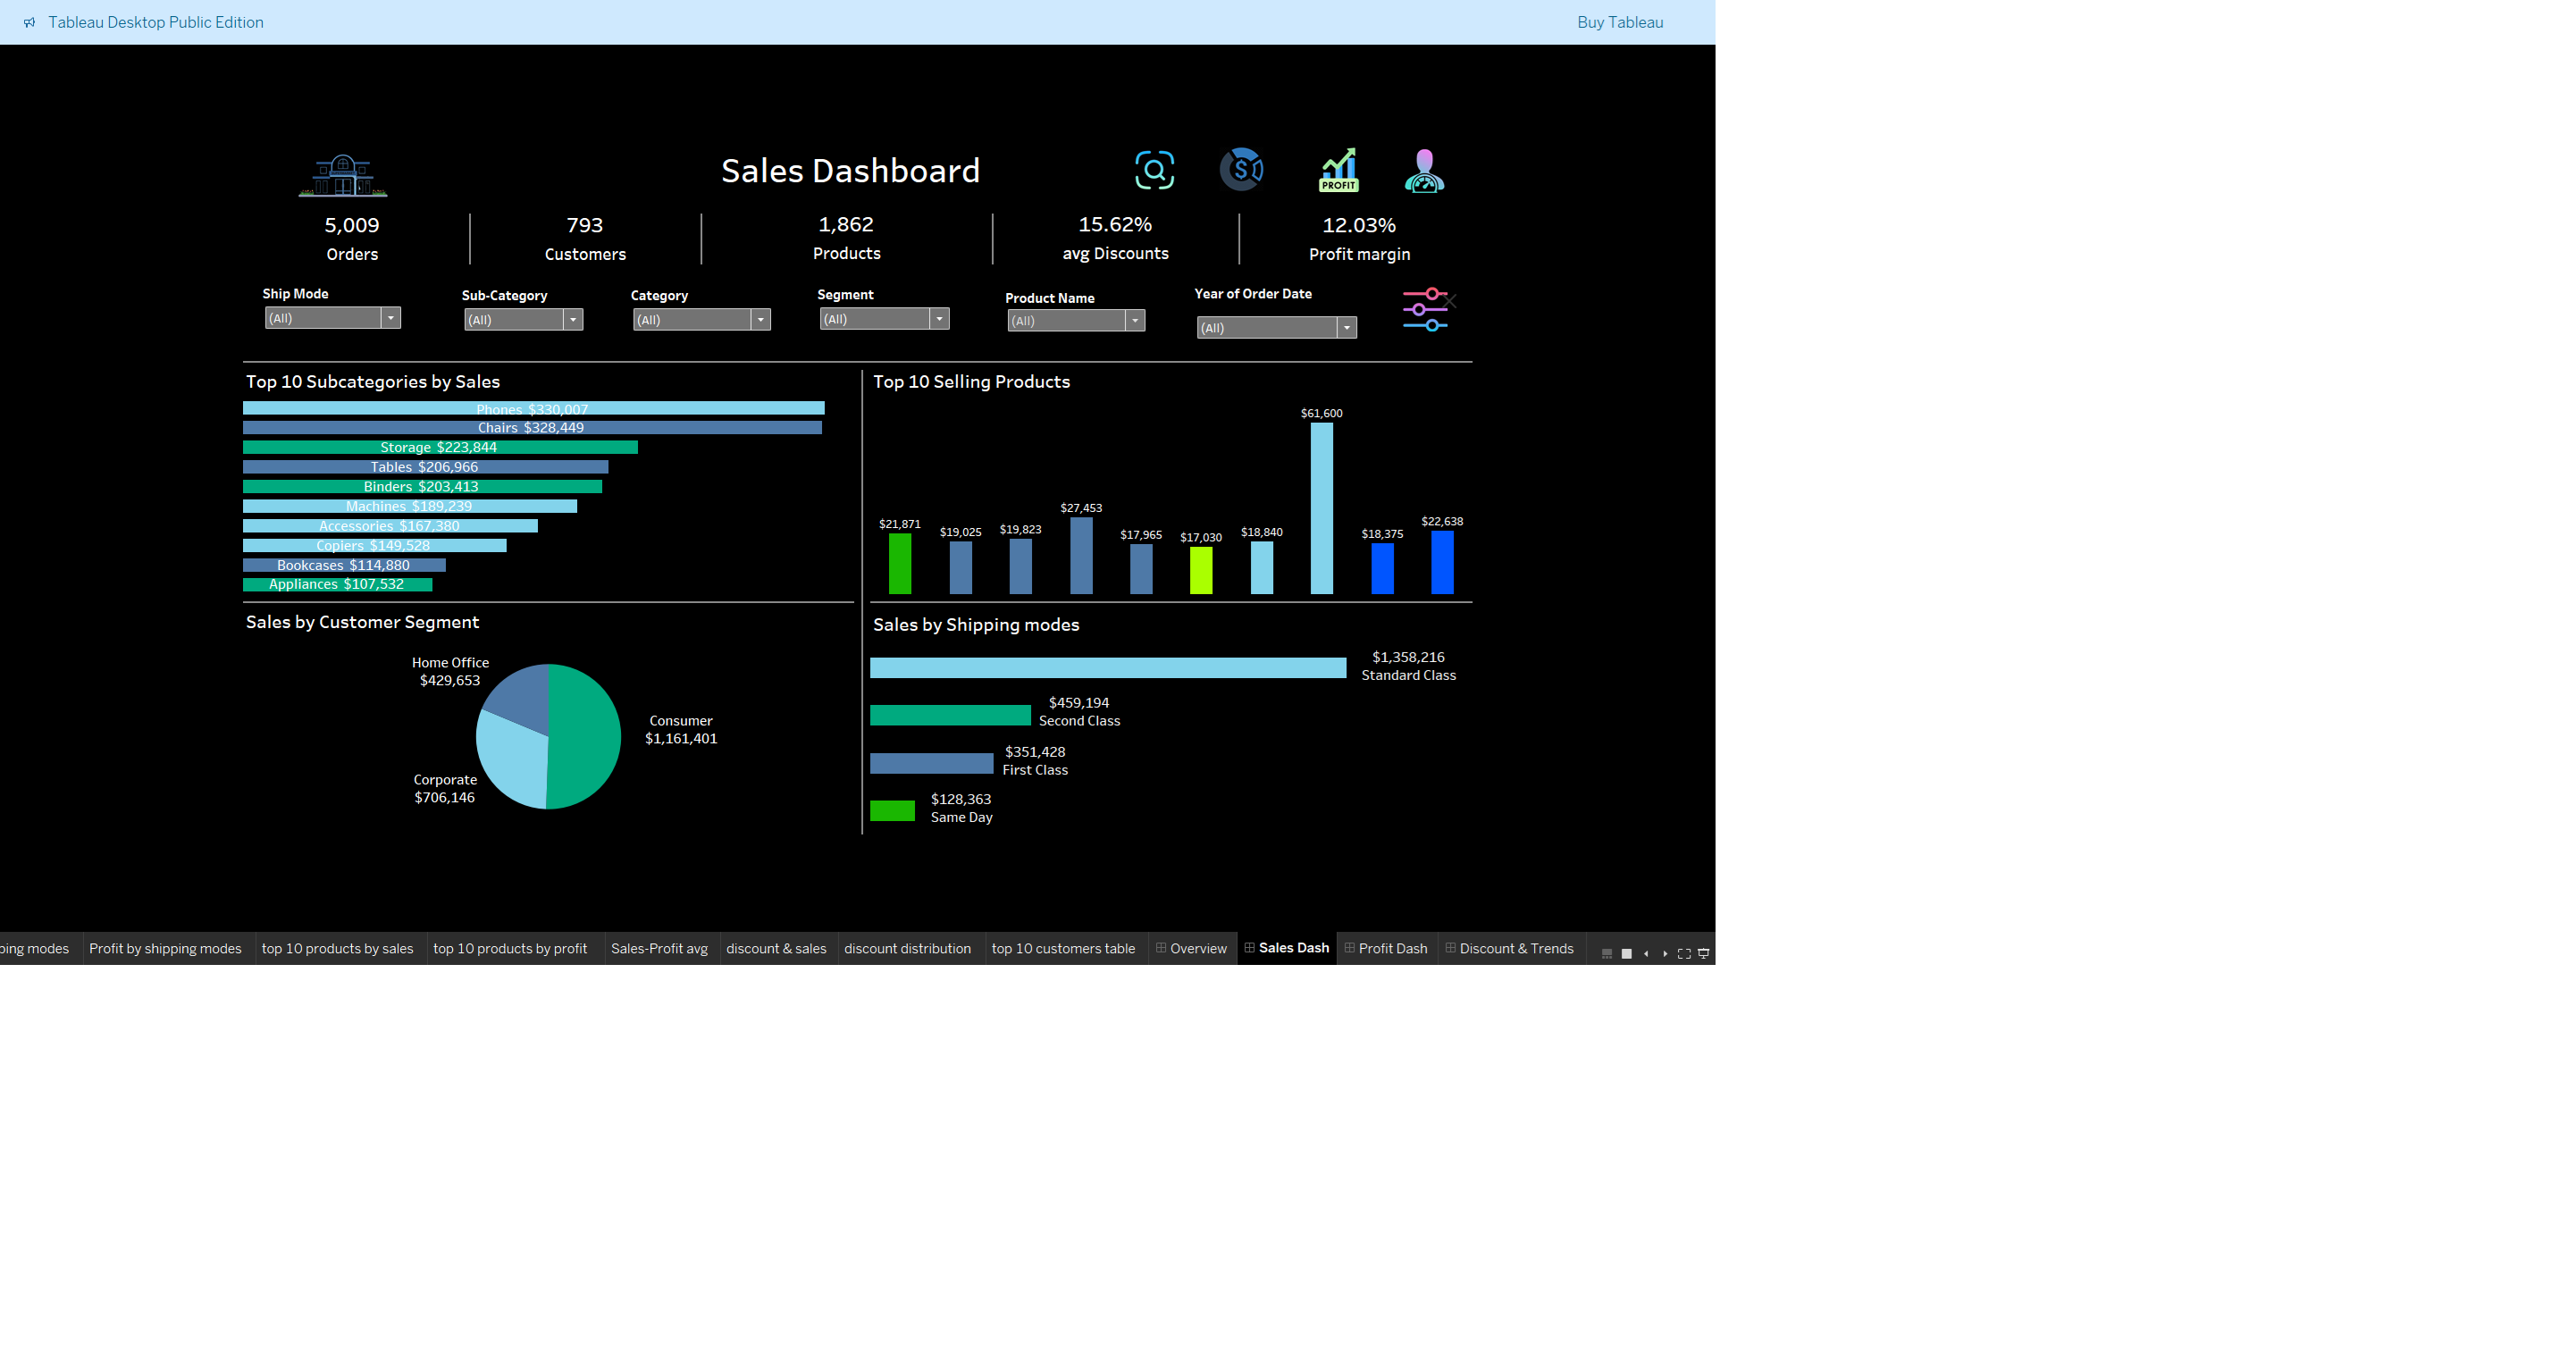 Tableau Desktop Public Edition
Buy Tableau
Sales Dashboard
PROFIT
5,009
Orders
793
Customers
1,862
Products
15.62%
avg Discounts
12.03%
Profit margin
Ship Mode
(All)
Sub-Category
(All)
Category
(All)
Segment
(All)
Product Name
(All)
Year of Order Date
(All)
Top 10 Subcategories by Sales
Phones $330,007
Chairs $328,449
Storage $223,844
Tables $206,966
Binders $203,413
Machines $189,239
Accessories $167,380
Copiers $149,528
Bookcases $114,880
Appliances $107,532
Top 10 Selling Products
$21,871
$19,025
$19,823
$27,453
$17,965
$17,030
$18,840
$61,600
$18,375
$22,638
Sales by Customer Segment
Home Office
$429,653
Consumer
$1,161,401
Corporate
$706,146
Sales by Shipping modes
$1,358,216
Standard Class
$459,194
Second Class
$351,428
First Class
$128,363
Same Day
ping modes
Profit by shipping modes
top 10 products by sales
top 10 products by profit
Sales-Profit avg
discount & sales
discount distribution
top 10 customers table
Overview
Sales Dash
Profit Dash
Discount & Trends